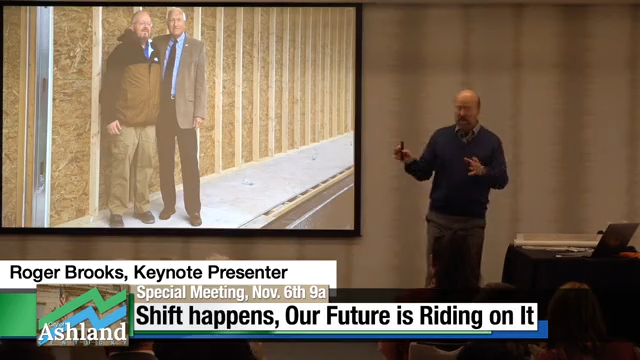 Roger Brooks, Keynote Presenter
Special Meeting, Nov. 6th 9a
Shift happens, Our Future is Riding on It
Ashland